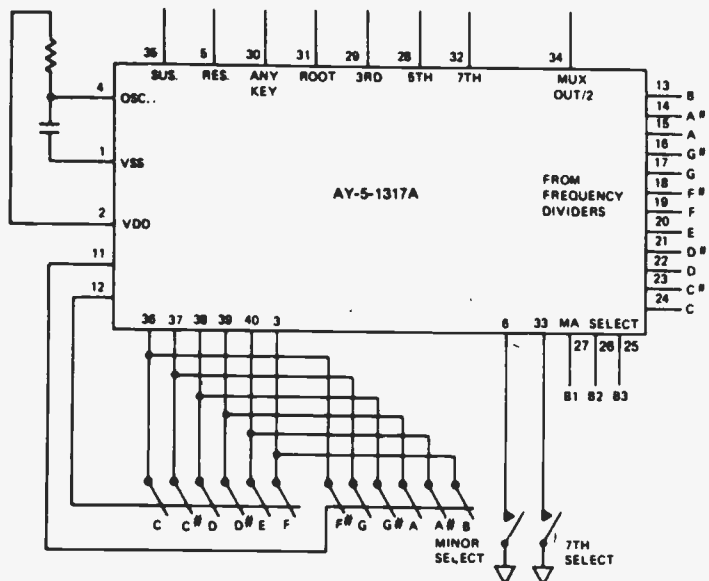 35 5 30 31 29 28 32 34
SUS. RES. ANY KEY ROOT 3RD 5TH 7TH MUX OUT/2
4 OSC..
1 VSS
2 VDD
11
12
AY-5-1317A
FROM FREQUENCY DIVIDERS
13 B
14 A#
15 A
16 G#
17 G
18 F#
19 F
20 E
21 D#
22 D
23 C#
24 C
36 37 38 39 40 3 6 33 MA SELECT
27 26 25
B1 B2 B3
C C# D D# E F F# G G# A A# B
MINOR SELECT
7TH SELECT